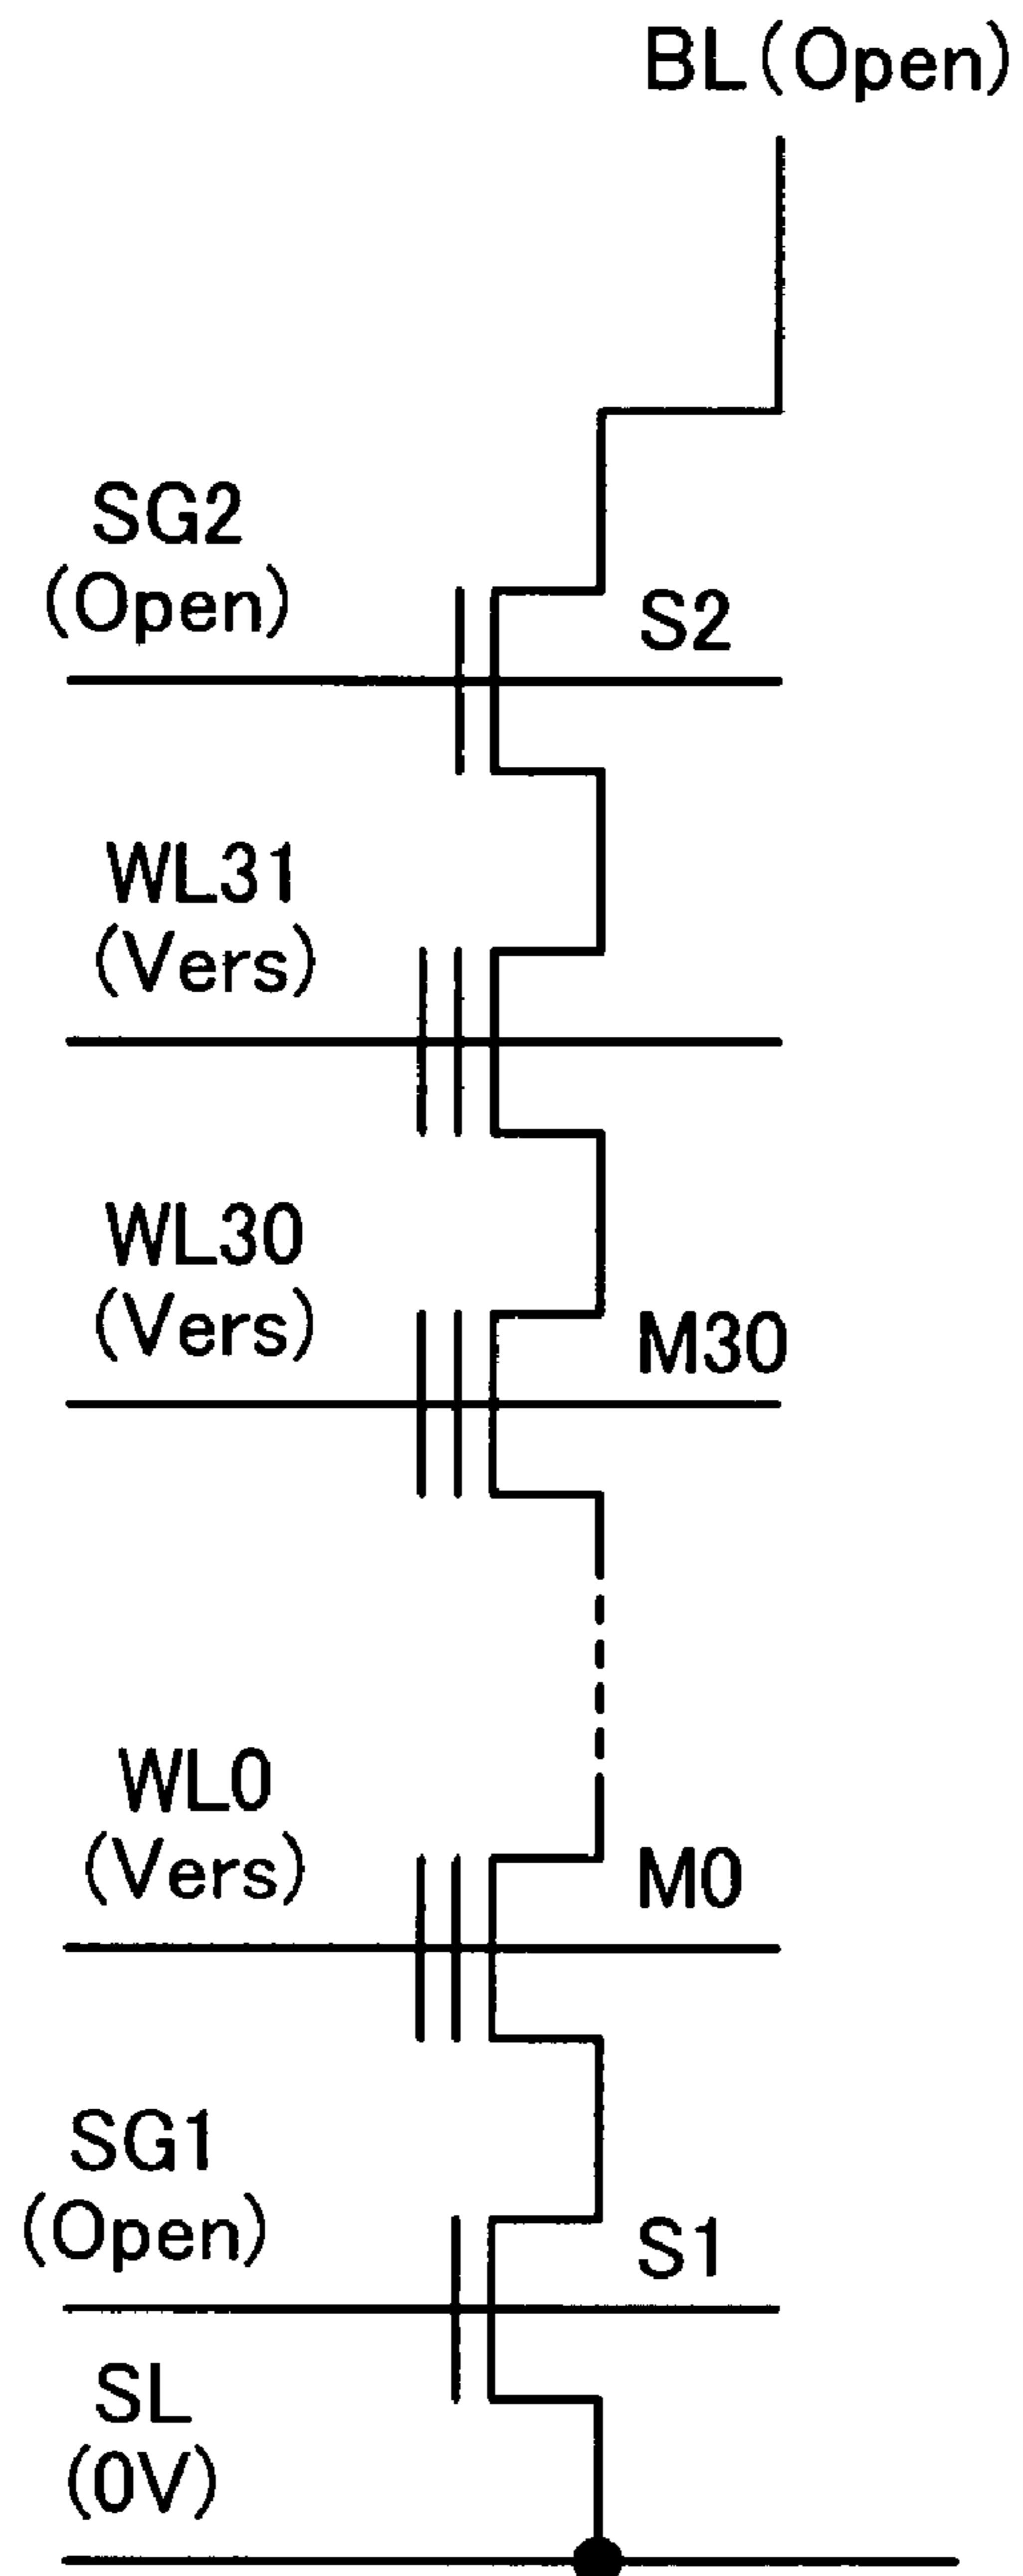 BL(Open)
SG2
(Open)
S2
WL31
(Vers)
WL30
(Vers)
M30
WL0
(Vers)
M0
SG1
(Open)
S1
SL
(0V)